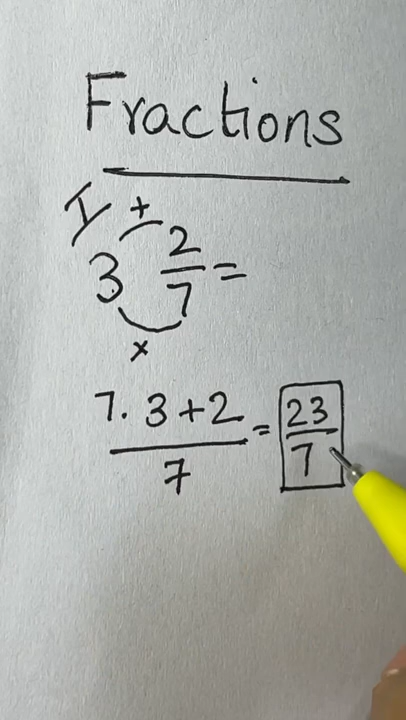 Fractions
I +
3 2/7 =
×
7. 3 + 2 / 7 = 23/7